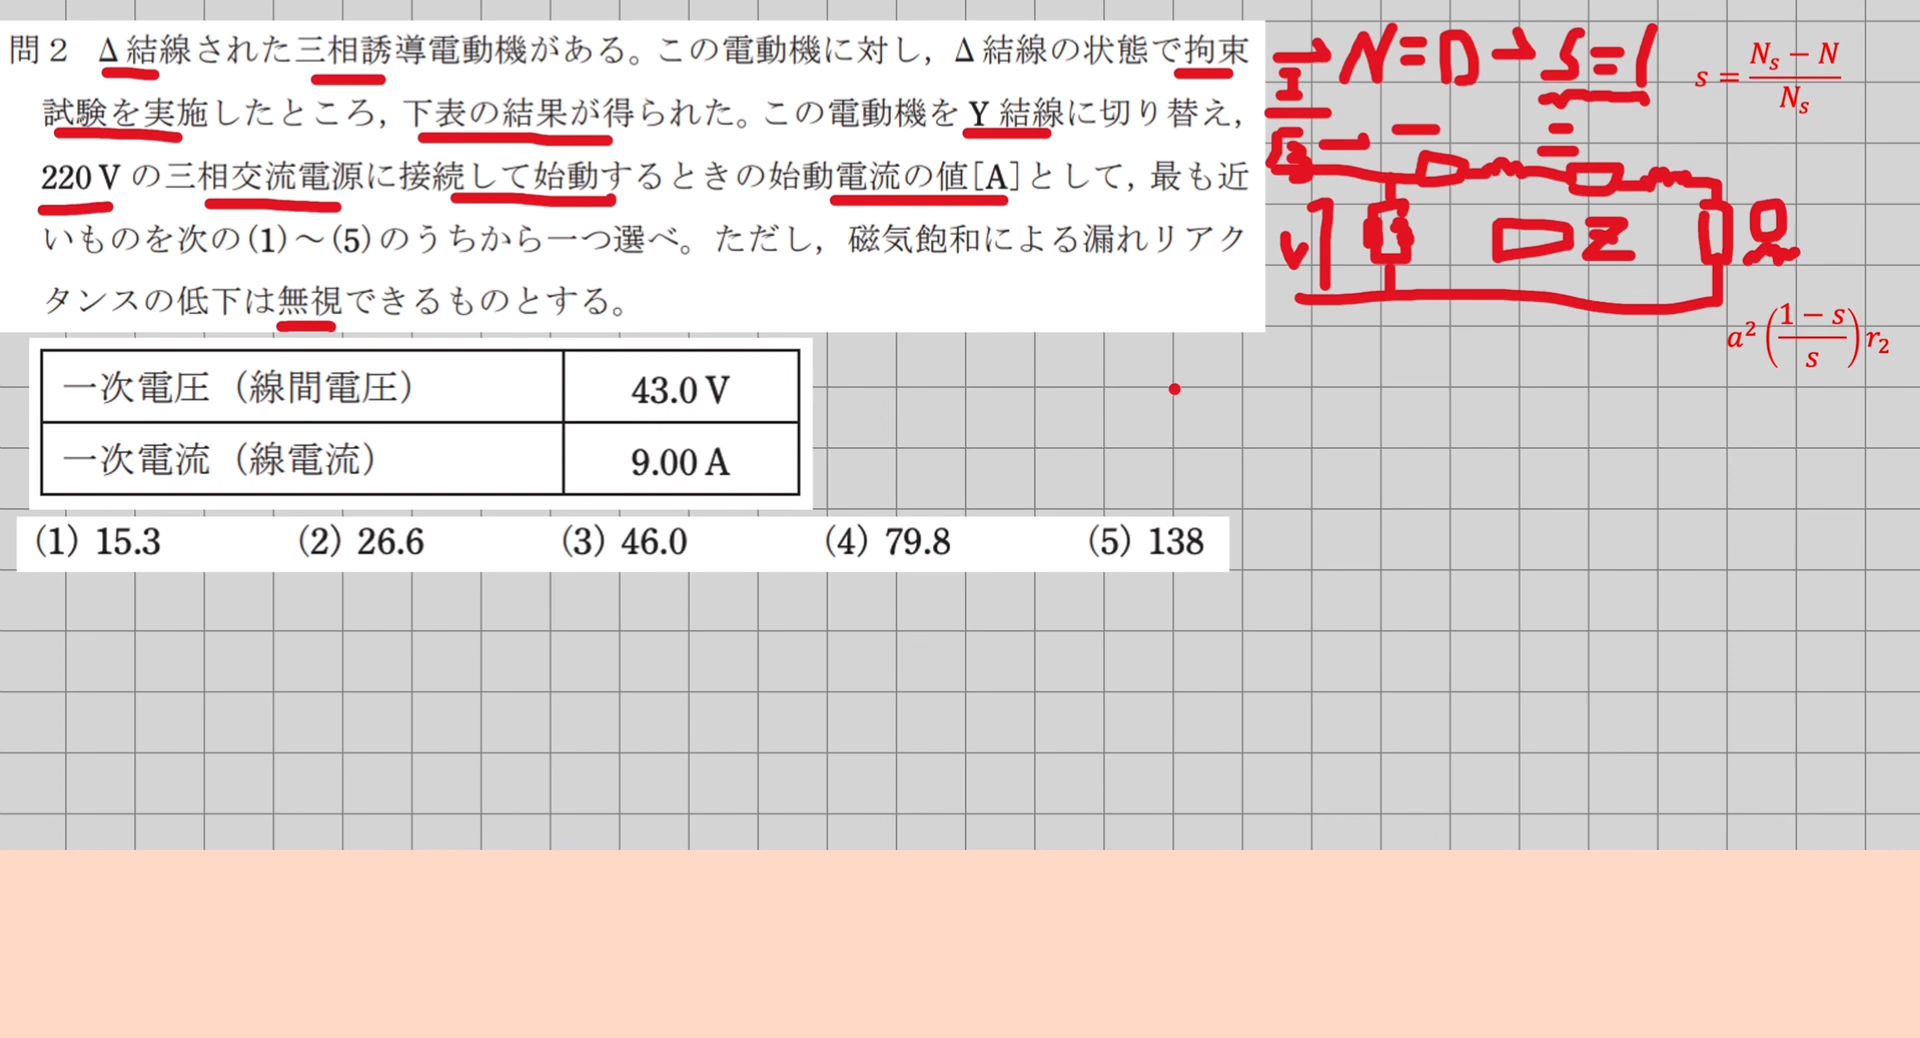 問2 Δ結線された三相誘導電動機がある。この電動機に対し，Δ結線の状態で拘束
試験を実施したところ，下表の結果が得られた。この電動機をY結線に切り替え，
220Vの三相交流電源に接続して始動するときの始動電流の値[A]として，最も近
いものを次の(1)～(5)のうちから一つ選べ。ただし，磁気飽和による漏れリアク
タンスの低下は無視できるものとする。
一次電圧（線間電圧） 43.0 V
一次電流（線電流） 9.00 A
(1) 15.3 (2) 26.6 (3) 46.0 (4) 79.8 (5) 138
I N=0→S=1
s = (N_s − N)/N_s
√3
V Z 0
a²((1 − s)/s)r₂